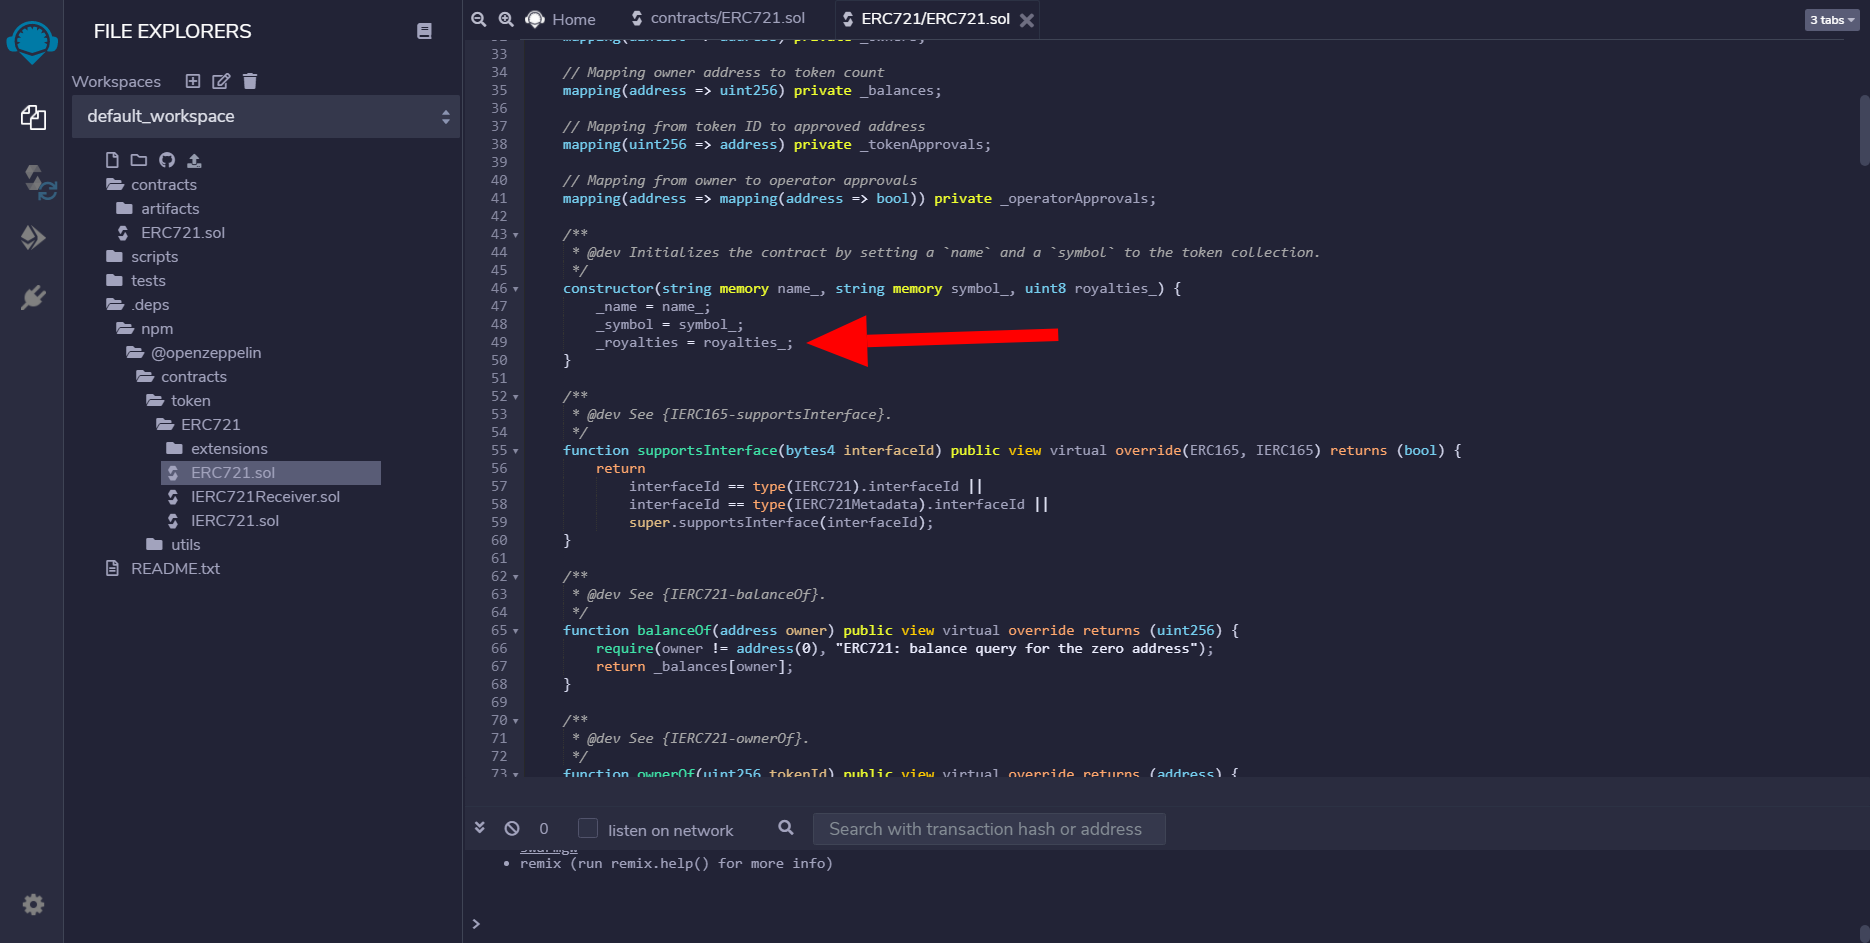 FILE EXPLORERS
Workspaces
default_workspace
contracts
artifacts
ERC721.sol
scripts
tests
.deps
npm
@openzeppelin
contracts
token
ERC721
extensions
ERC721.sol
IERC721Receiver.sol
IERC721.sol
utils
README.txt
Home
contracts/ERC721.sol
ERC721/ERC721.sol
3 tabs
33
34 // Mapping owner address to token count
35 mapping(address => uint256) private _balances;
36
37 // Mapping from token ID to approved address
38 mapping(uint256 => address) private _tokenApprovals;
39
40 // Mapping from owner to operator approvals
41 mapping(address => mapping(address => bool)) private _operatorApprovals;
42
43 /**
44 * @dev Initializes the contract by setting a `name` and a `symbol` to the token collection.
45 */
46 constructor(string memory name_, string memory symbol_, uint8 royalties_) {
47 _name = name_;
48 _symbol = symbol_;
49 _royalties = royalties_;
50 }
51
52 /**
53 * @dev See {IERC165-supportsInterface}.
54 */
55 function supportsInterface(bytes4 interfaceId) public view virtual override(ERC165, IERC165) returns (bool) {
56 return
57 interfaceId == type(IERC721).interfaceId ||
58 interfaceId == type(IERC721Metadata).interfaceId ||
59 super.supportsInterface(interfaceId);
60 }
61
62 /**
63 * @dev See {IERC721-balanceOf}.
64 */
65 function balanceOf(address owner) public view virtual override returns (uint256) {
66 require(owner != address(0), "ERC721: balance query for the zero address");
67 return _balances[owner];
68 }
69
70 /**
71 * @dev See {IERC721-ownerOf}.
72 */
73 function ownerOf(uint256 tokenId) public view virtual override returns (address) {
0
listen on network
Search with transaction hash or address
• remix (run remix.help() for more info)
>